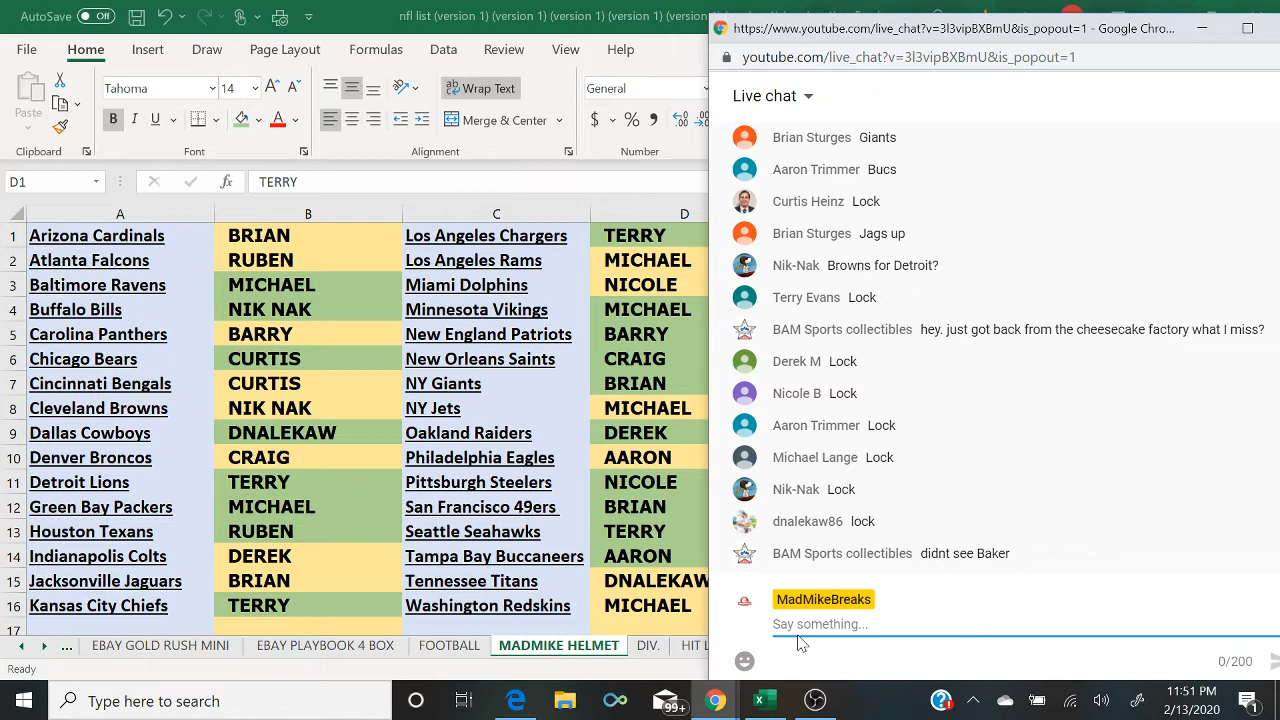 AutoSave Off nfl list (version 1) (version 1) (version 1) (version 1)
https://www.youtube.com/live_chat?v=3l3vipBXBmU&is_popout=1 - Google Chro...
File Home Insert Draw Page Layout Formulas Data Review View Help
youtube.com/live_chat?v=3l3vipBXBmU&is_popout=1
Paste Tahoma 14 Wrap Text General
B I U Merge & Center $ %
Clipboard Font Alignment Number
D1 TERRY
A B C D
1 Arizona Cardinals BRIAN Los Angeles Chargers TERRY
2 Atlanta Falcons RUBEN Los Angeles Rams MICHAEL
3 Baltimore Ravens MICHAEL Miami Dolphins NICOLE
4 Buffalo Bills NIK NAK Minnesota Vikings MICHAEL
5 Carolina Panthers BARRY New England Patriots BARRY
6 Chicago Bears CURTIS New Orleans Saints CRAIG
7 Cincinnati Bengals CURTIS NY Giants BRIAN
8 Cleveland Browns NIK NAK NY Jets MICHAEL
9 Dallas Cowboys DNALEKAW Oakland Raiders DEREK
10 Denver Broncos CRAIG Philadelphia Eagles AARON
11 Detroit Lions TERRY Pittsburgh Steelers NICOLE
12 Green Bay Packers MICHAEL San Francisco 49ers BRIAN
13 Houston Texans RUBEN Seattle Seahawks TERRY
14 Indianapolis Colts DEREK Tampa Bay Buccaneers AARON
15 Jacksonville Jaguars BRIAN Tennessee Titans DNALEKAW
16 Kansas City Chiefs TERRY Washington Redskins MICHAEL
17
... EBAY GOLD RUSH MINI EBAY PLAYBOOK 4 BOX FOOTBALL MADMIKE HELMET DIV. HIT L
Ready
Live chat
Brian Sturges Giants
Aaron Trimmer Bucs
Curtis Heinz Lock
Brian Sturges Jags up
Nik-Nak Browns for Detroit?
Terry Evans Lock
BAM Sports collectibles hey. just got back from the cheesecake factory what I miss?
Derek M Lock
Nicole B Lock
Aaron Trimmer Lock
Michael Lange Lock
Nik-Nak Lock
dnalekaw86 lock
BAM Sports collectibles didnt see Baker
MadMikeBreaks
Say something...
0/200
Type here to search
99+
11:51 PM
2/13/2020
1